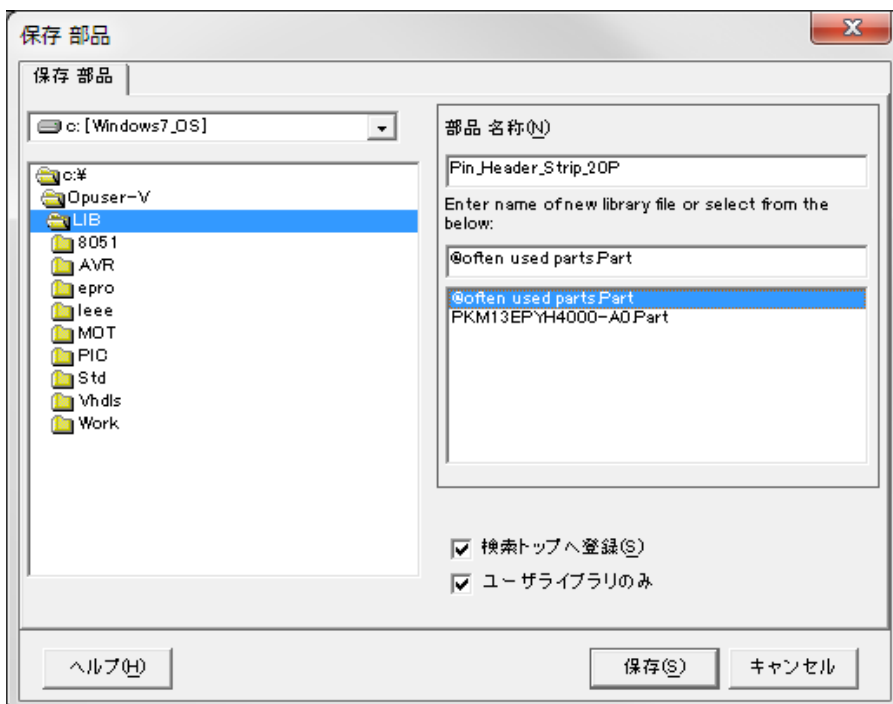 保存 部品
保存 部品
c: [Windows7_OS]
c:¥
Opuser-V
LIB
8051
AVR
epro
Ieee
MOT
PIC
Std
Vhdls
Work
部品 名称(N)
Pin_Header_Strip_20P
Enter name of new library file or select from the
below:
@often used parts.Part
@often used parts.Part
PKM13EPYH4000-A0.Part
検索トップへ登録(S)
ユーザライブラリのみ
ヘルプ(H)
保存(S)
キャンセル